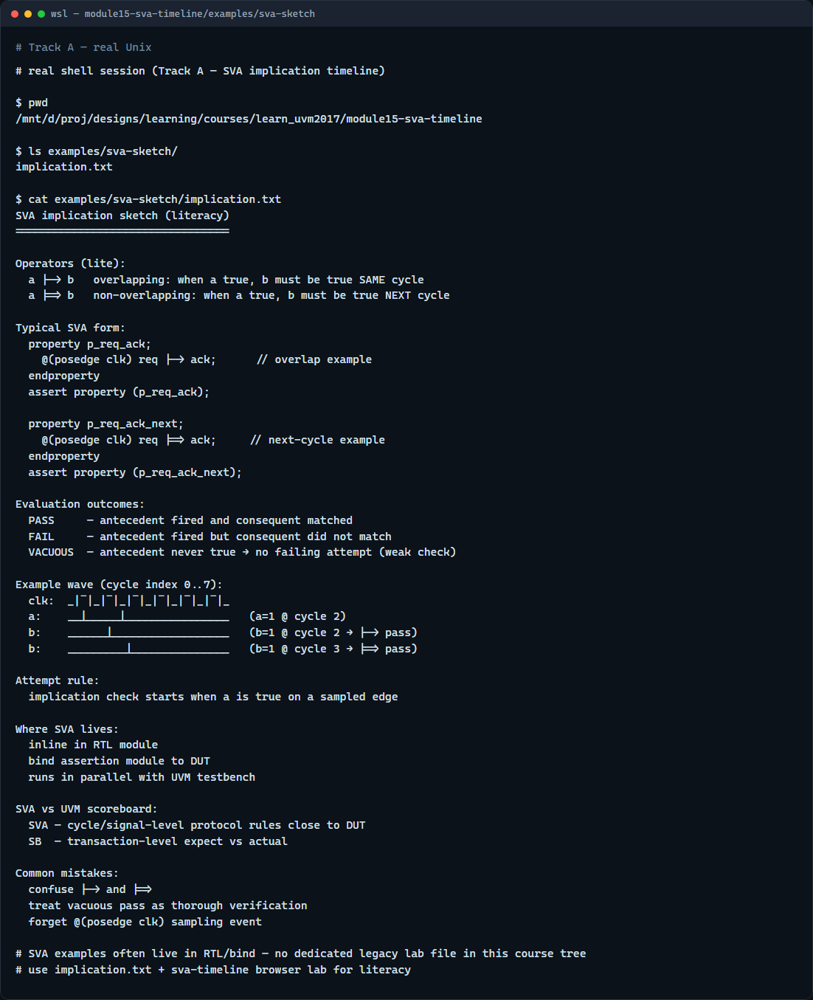 wsl — module15-sva-timeline/examples/sva-sketch
# Track A — real Unix
# real shell session (Track A — SVA implication timeline)
$ pwd
/mnt/d/proj/designs/learning/courses/learn_uvm2017/module15-sva-timeline
$ ls examples/sva-sketch/
implication.txt
$ cat examples/sva-sketch/implication.txt
SVA implication sketch (literacy)
=================================
Operators (lite):
  a |-> b   overlapping: when a true, b must be true SAME cycle
  a |=> b   non-overlapping: when a true, b must be true NEXT cycle
Typical SVA form:
  property p_req_ack;
    @(posedge clk) req |-> ack;      // overlap example
  endproperty
  assert property (p_req_ack);
  property p_req_ack_next;
    @(posedge clk) req |=> ack;     // next-cycle example
  endproperty
  assert property (p_req_ack_next);
Evaluation outcomes:
  PASS     — antecedent fired and consequent matched
  FAIL     — antecedent fired but consequent did not match
  VACUOUS  — antecedent never true → no failing attempt (weak check)
Example wave (cycle index 0..7):
  clk:  _|‾|_|‾|_|‾|_|‾|_|‾|_|‾|_
  a:    __|_____|________________   (a=1 @ cycle 2)
  b:    ______|__________________   (b=1 @ cycle 2 → |-> pass)
  b:    _________|_______________   (b=1 @ cycle 3 → |=> pass)
Attempt rule:
  implication check starts when a is true on a sampled edge
Where SVA lives:
  inline in RTL module
  bind assertion module to DUT
  runs in parallel with UVM testbench
SVA vs UVM scoreboard:
  SVA — cycle/signal-level protocol rules close to DUT
  SB  — transaction-level expect vs actual
Common mistakes:
  confuse |-> and |=>
  treat vacuous pass as thorough verification
  forget @(posedge clk) sampling event
# SVA examples often live in RTL/bind — no dedicated legacy lab file in this course tree
# use implication.txt + sva-timeline browser lab for literacy